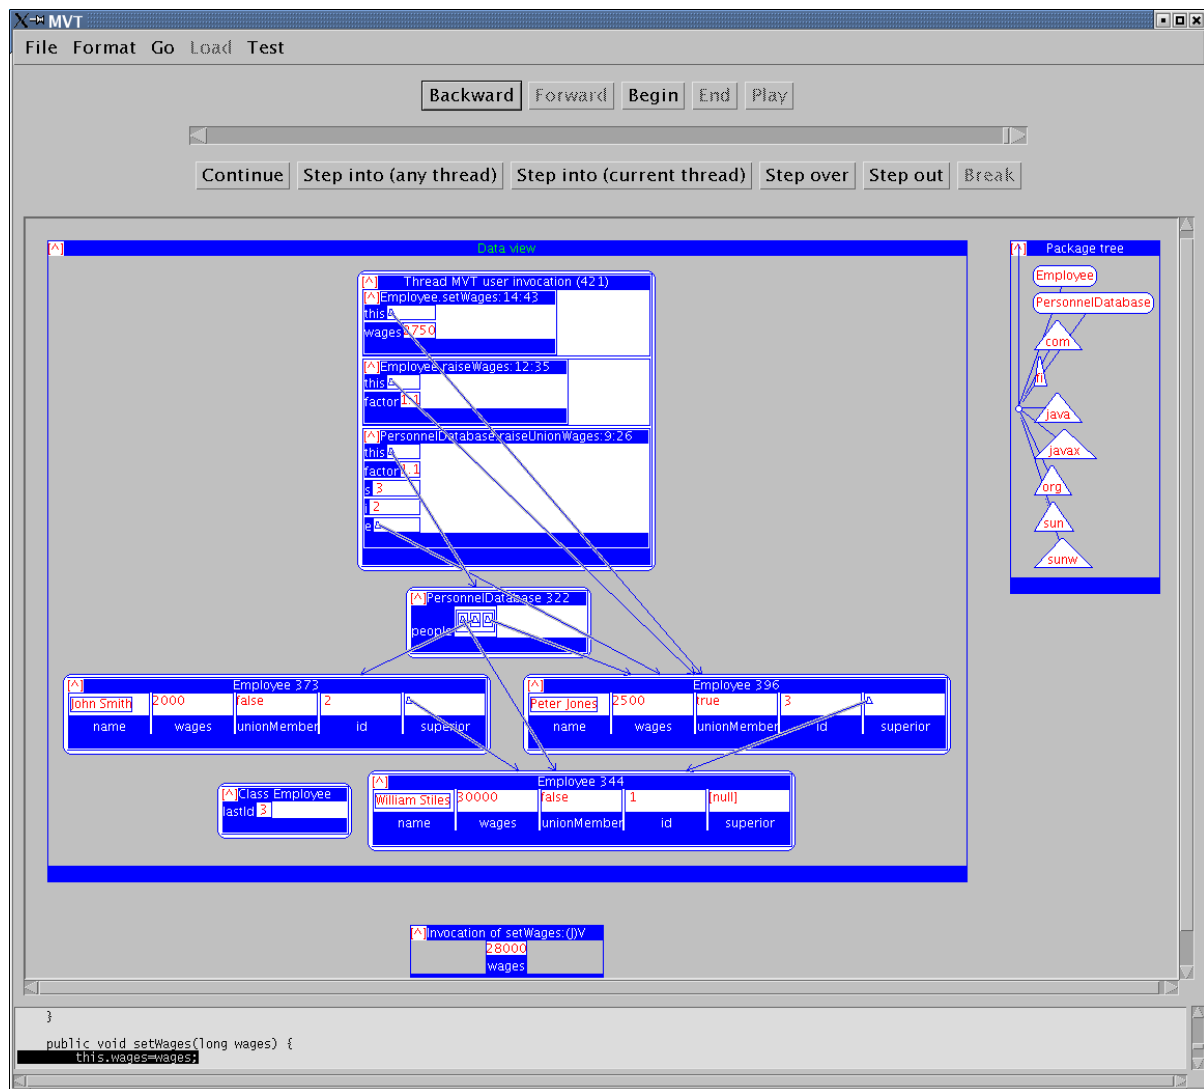 MVT
File Format Go Load Test
Backward Forward Begin End Play
Continue Step into (any thread) Step into (current thread) Step over Step out Break
[^] Data view
[^] Thread MVT user invocation (421)
[^]Employee.setWages:14:43
this
wages 2750
[^]Employee.raiseWages:12:35
this
factor 1.1
[^]PersonnelDatabase.raiseUnionWages:9:26
this
factor 1.1
s 3
i 2
e
[^]PersonnelDatabase 322
people
[^] Employee 373
John Smith 2000 false 2
name wages unionMember id superior
[^] Employee 396
Peter Jones 2500 true 3
name wages unionMember id superior
[^]Class Employee
lastId 3
[^] Employee 344
William Stiles 30000 false 1 [null]
name wages unionMember id superior
[^] Package tree
Employee
PersonnelDatabase
com
fi
java
javax
org
sun
sunw
[^]Invocation of setWages:(J)V
28000
wages
}
public void setWages(long wages) {
this.wages=wages;